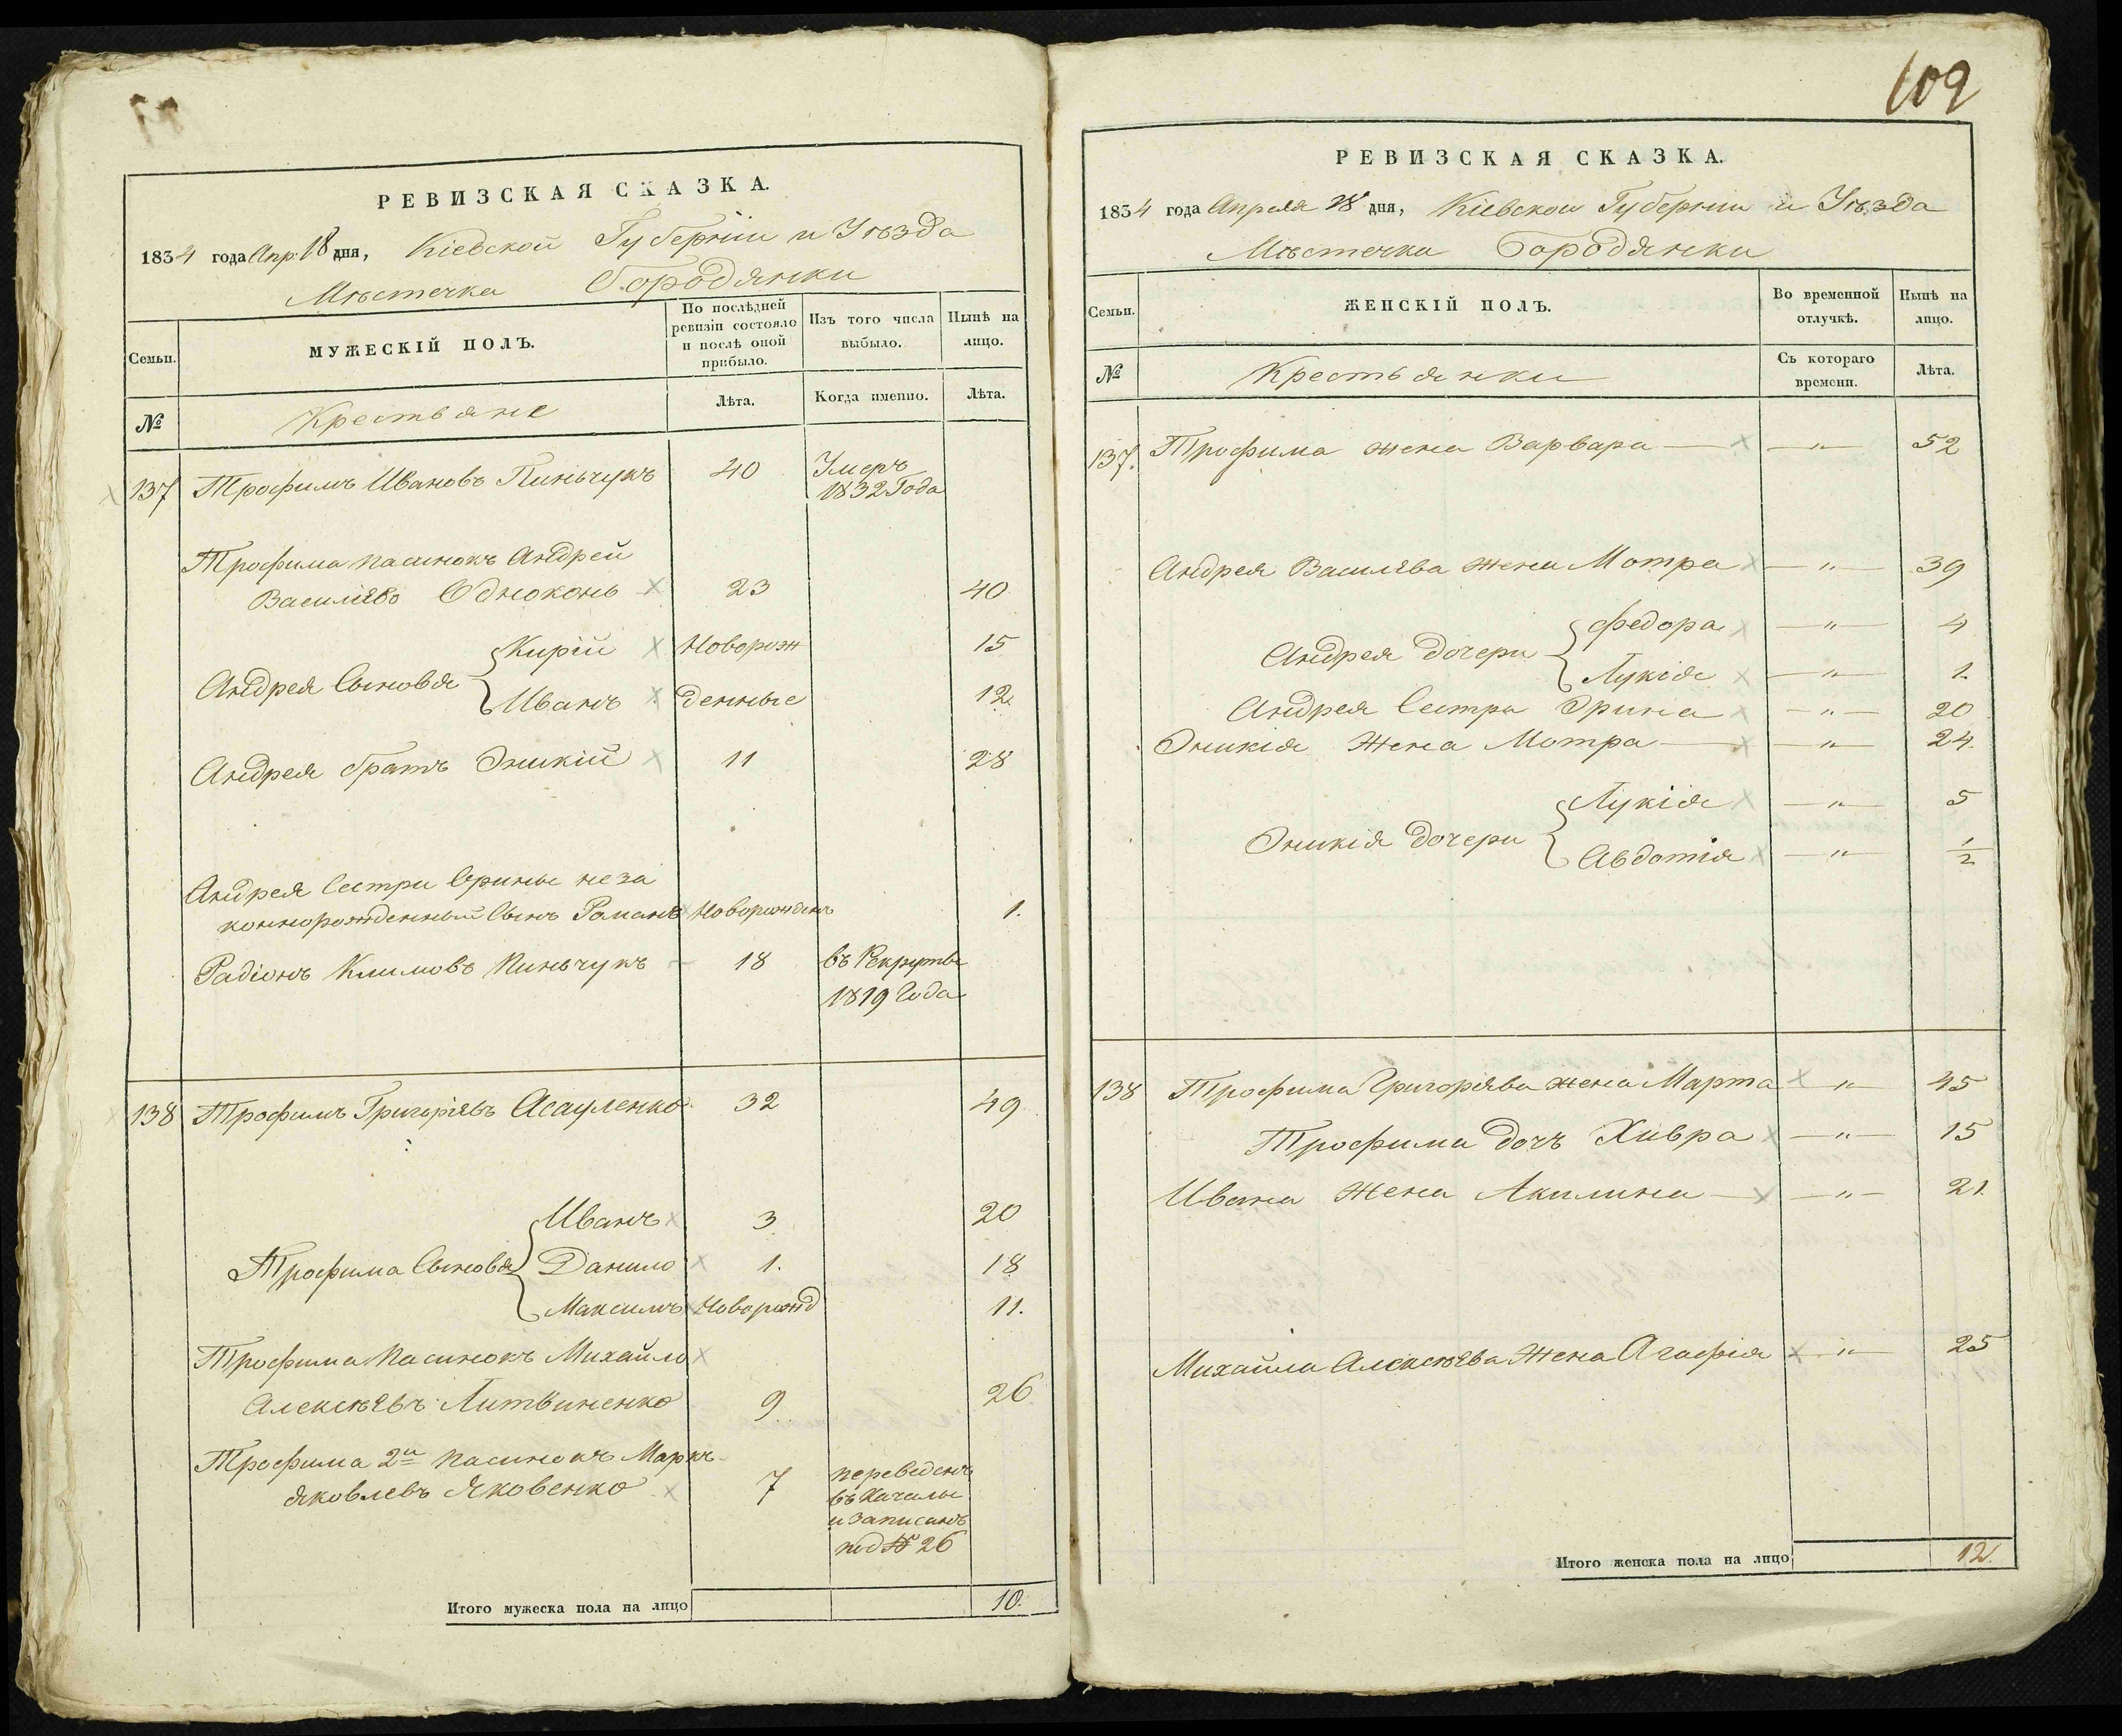 РЕВИЗСКАЯ СКАЗКА.
1834 года Апр: 18 дня, Кіевской Губерніи и Уѣзда
Мѣстечка Бородянки
Семьи.
МУЖЕСКІЙ ПОЛЪ.
По послѣдней
ревизіи состояло
и послѣ оной
прибыло.
Изъ того числа
выбыло.
Нынѣ на
лицо.
№
Крестьяне
Лѣта.
Когда именно.
Лѣта.
137 Трофимъ Ивановъ Пиньчукъ 40 Умеръ
1832 Года
Трофима пасинокъ Андрей
Василіевъ Одноконь 23 40
Кирій Новорож 15
Андрея Сыновья
Иванъ денные 12
Андрея братъ Оникій 11 28
Андрея Сестри Орины неза
коннорожденный Сынъ Романъ Новорожденъ 1.
Радіонъ Климовъ Пиньчукъ 18 въ Рекруты
1819 Года
138 Трофимъ Григоріевъ Асауленко 32 49
Иванъ 3 20
Трофима Сыновья Данило 1. 18
Максимъ Новорожд 11.
Трофима Пасинокъ Михайло
Алексѣевъ Литвиненко 9 26
Трофима 2й пасинокъ Маркъ
Яковлевъ Яковенко 7 переведенъ
въ Качалы
и записанъ
под № 26
Итого мужеска пола на лицо 10.
109
РЕВИЗСКАЯ СКАЗКА.
1834 года Апреля 18 дня, Кіевской Губерніи и Уѣзда
Мѣстечка Бородянки
Семьи.
ЖЕНСКІЙ ПОЛЪ.
Во временной
отлучкѣ.
Нынѣ на
лицо.
№
Крестьянки
Съ котораго
времени.
Лѣта.
137. Трофима жена Варвара — " — 52
Андрея Василева жена Мотра — " — 39
Федора — " — 4
Андрея дочери
Лукія — " — 1.
Андрея Сестра Орина — " — 20
Оникія Жена Мотра — " — 24.
Лукія — " — 5
Оникія дочери
Авдотія — " — 1/2
138 Трофима Григорьева жена Марта — " — 45
Трофима дочь Хивра — " — 15
Ивана Жена Акилина — " — 21.
Михайла Алексѣева Жена Агафія — " — 25
Итого женска пола на лицо 12.